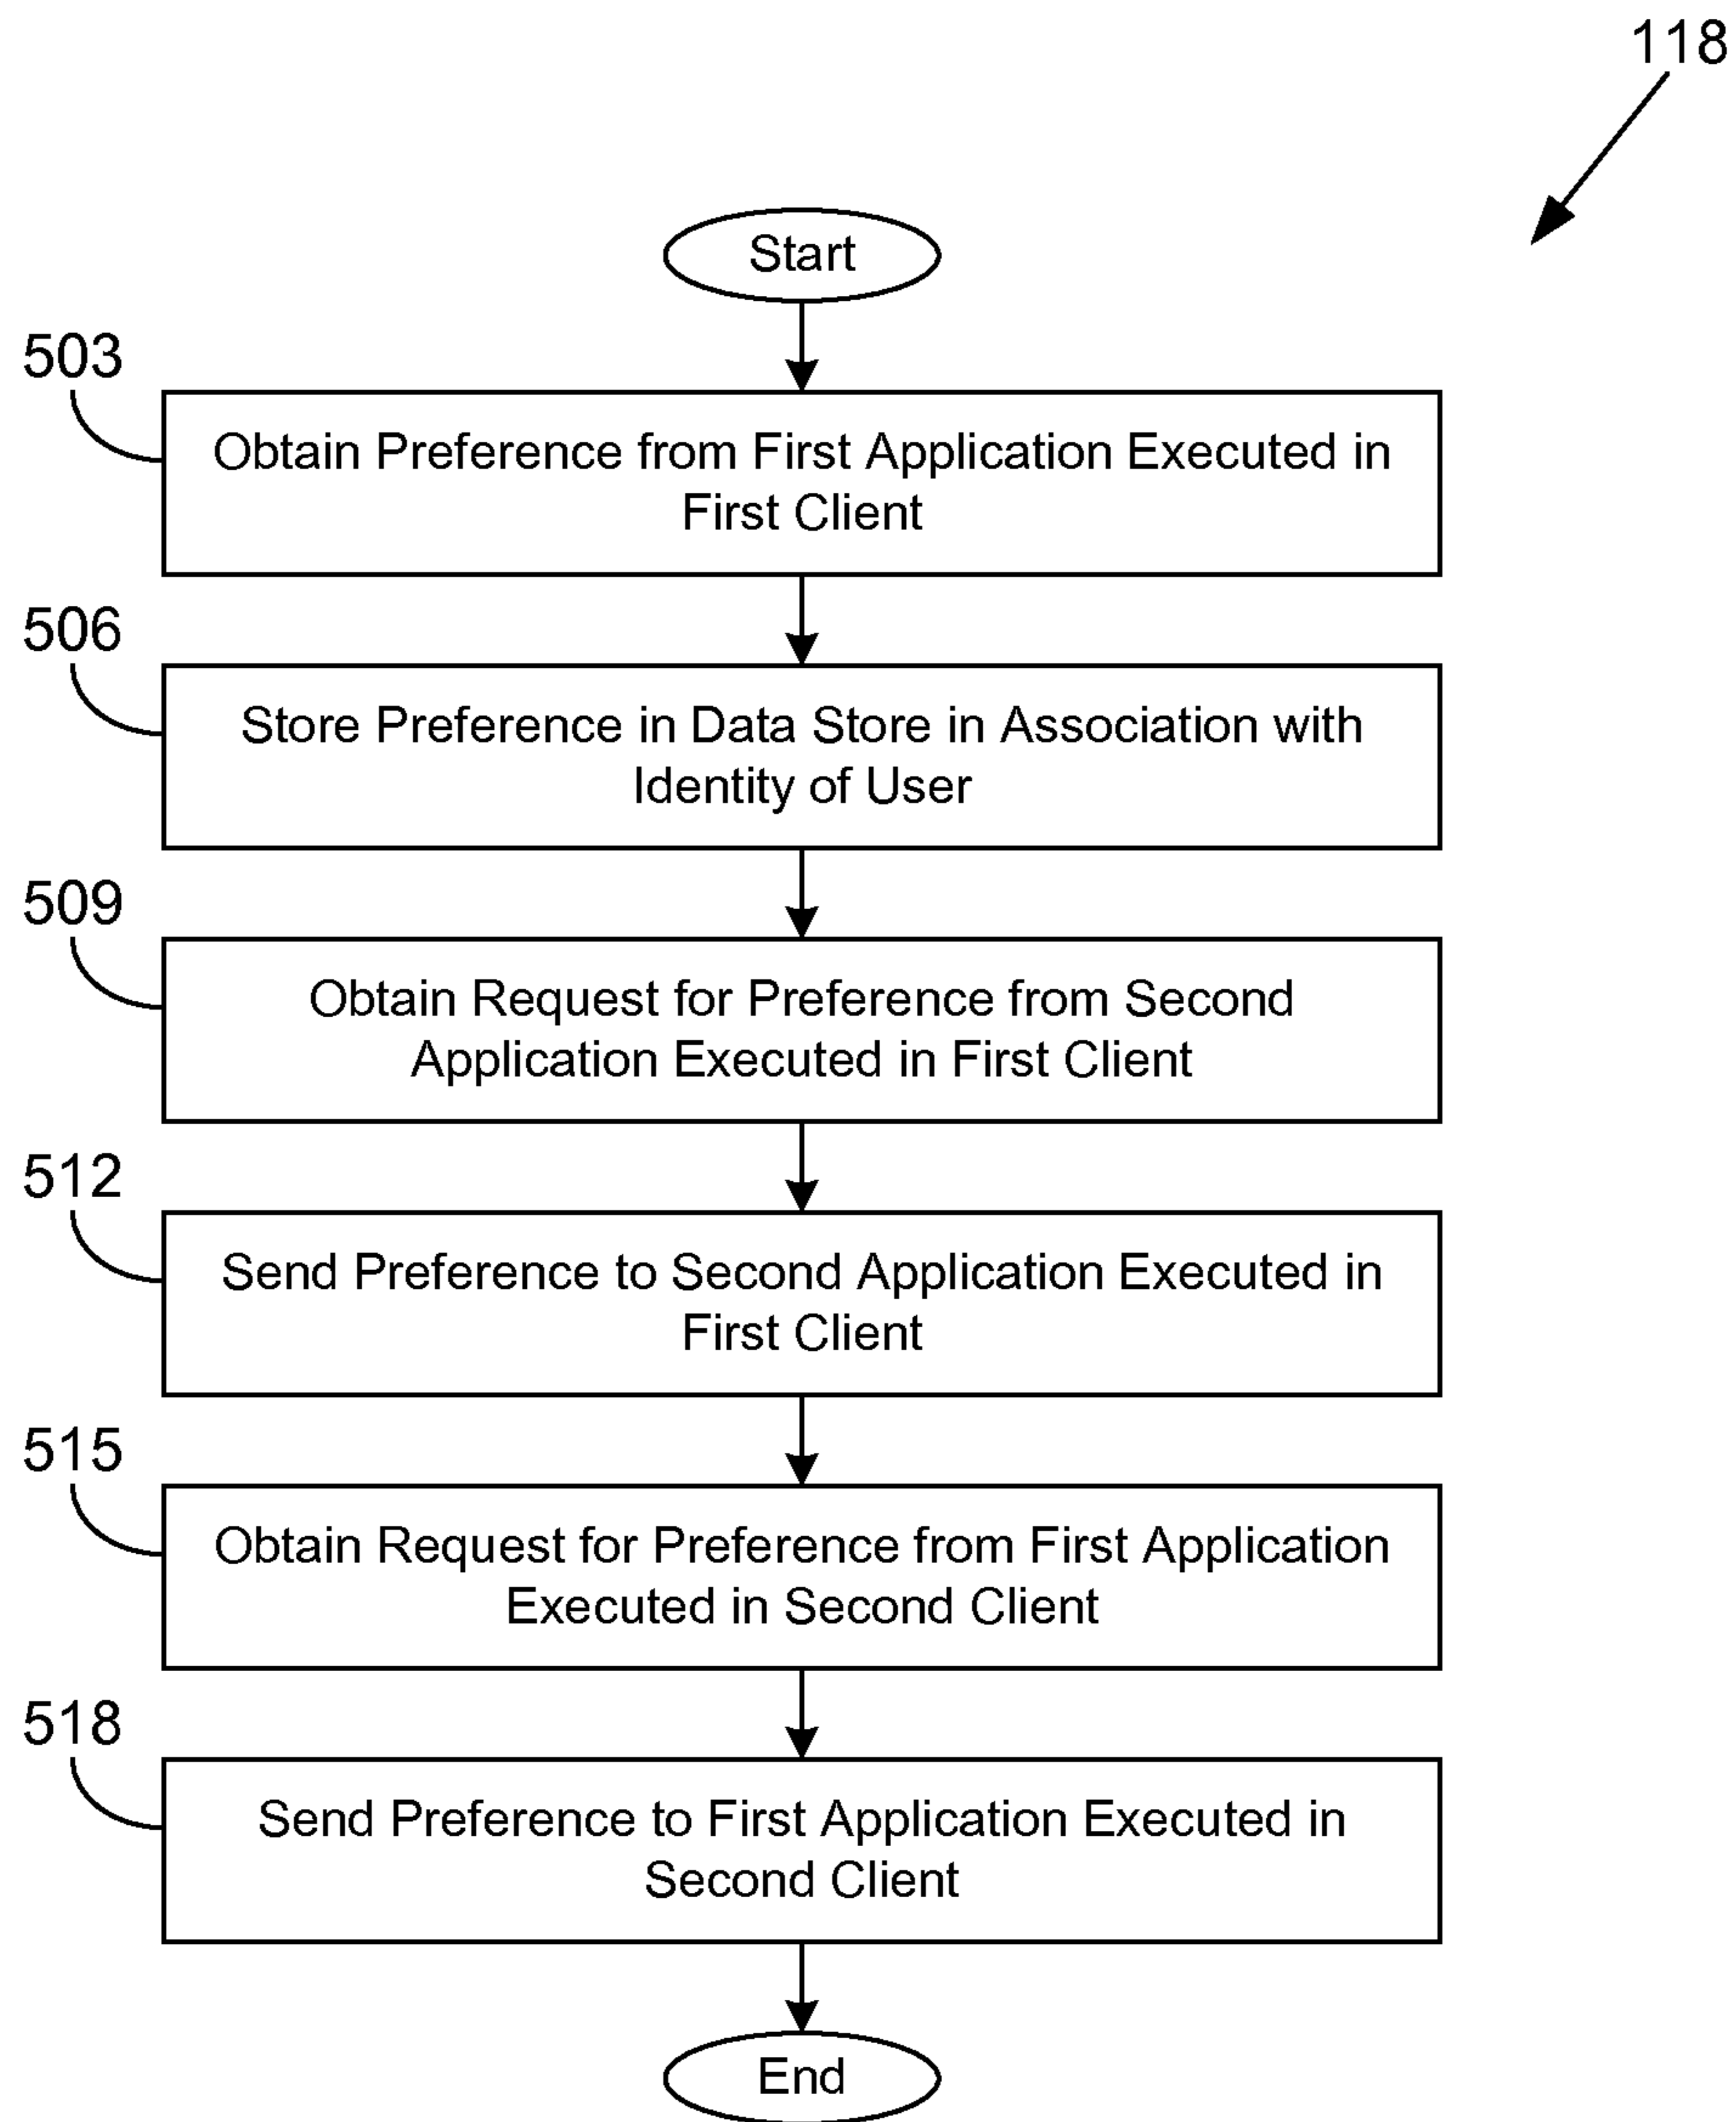 118
Start
503
Obtain Preference from First Application Executed in
First Client
506
Store Preference in Data Store in Association with
Identity of User
509
Obtain Request for Preference from Second
Application Executed in First Client
512
Send Preference to Second Application Executed in
First Client
515
Obtain Request for Preference from First Application
Executed in Second Client
518
Send Preference to First Application Executed in
Second Client
End